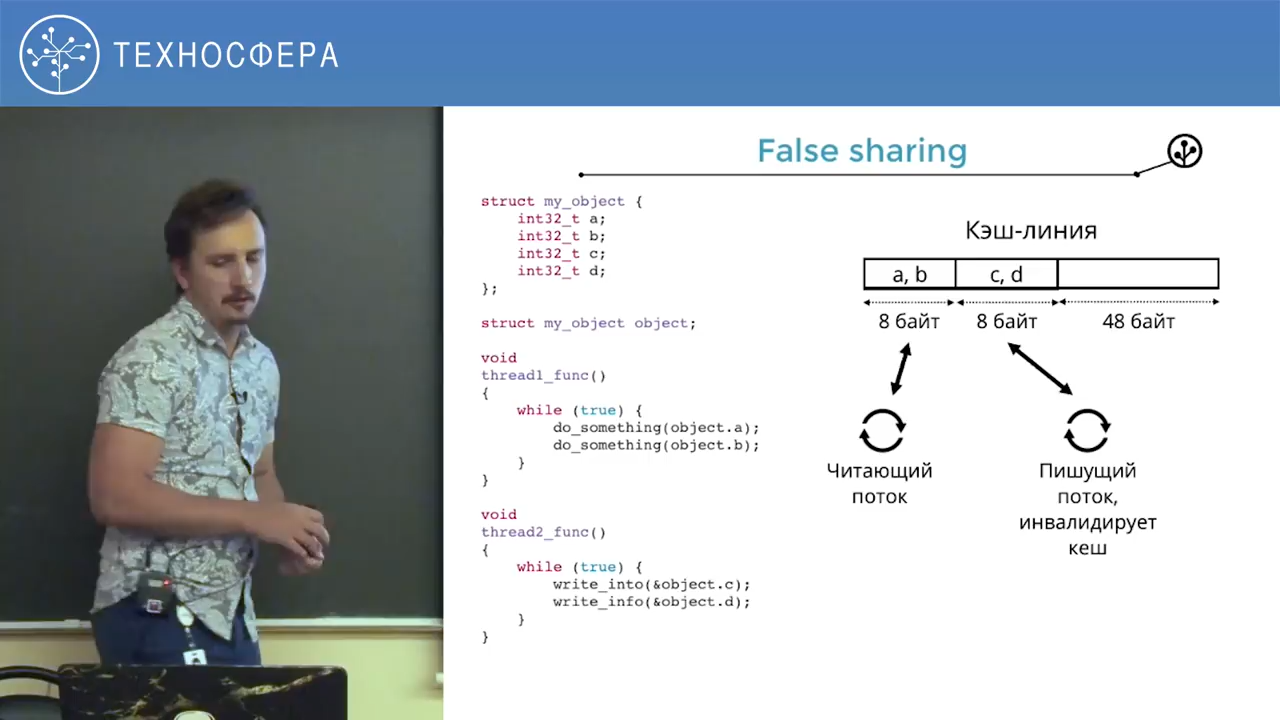 ТЕХНОСФЕРА
False sharing
struct my_object {
int32_t a;
int32_t b;
int32_t c;
int32_t d;
};
struct my_object object;
void
thread1_func()
{
while (true) {
do_something(object.a);
do_something(object.b);
}
}
void
thread2_func()
{
while (true) {
write_into(&object.c);
write_info(&object.d);
}
}
Кэш-линия
a, b
c, d
8 байт
8 байт
48 байт
Читающий
поток
Пишущий
поток,
инвалидирует
кеш